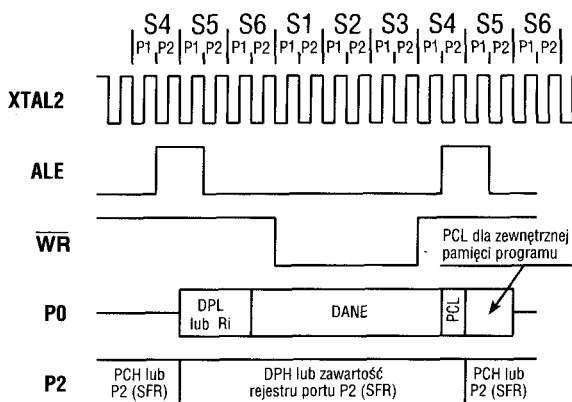 S4 S5 S6 S1 S2 S3 S4 S5 S6
P1 P2 P1 P2 P1 P2 P1 P2 P1 P2 P1 P2 P1 P2 P1 P2 P1 P2
XTAL2
ALE
WR
PCL dla zewnętrznej
pamięci programu
P0
DPL
lub Ri
DANE
PCL
P2
PCH lub
P2 (SFR)
DPH lub zawartość
rejestru portu P2 (SFR)
PCH lub
P2 (SFR)